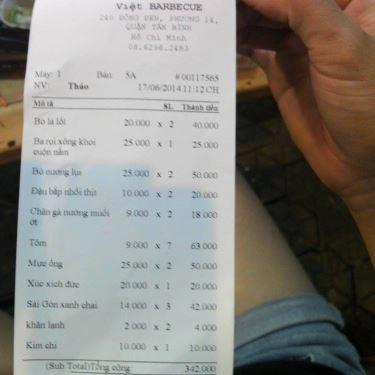 Việt BARBECUE
240 ĐỒNG ĐEN, PHƯỜNG 14,
QUẬN TÂN BÌNH
Hồ Chí Minh
08.6296.2483
Máy: 1 Bàn: 5A # 00117565
NV: Thảo 17/06/2014 11:12 CH
Mô tả SL Thành tiền
Bò lá lốt 20.000 x 2 40.000
Ba rọi xông khói 25.000 x 1 25.000
cuộn nấm
Bò nướng lụi 25.000 x 2 50.000
Đậu bắp nhồi thịt 10.000 x 2 20.000
Chân gà nướng muối 9.000 x 2 18.000
ớt
Tôm 9.000 x 7 63.000
Mực ống 25.000 x 2 50.000
Xúc xích đức 20.000 x 1 20.000
Sài Gòn xanh chai 14.000 x 3 42.000
khăn lạnh 2.000 x 2 4.000
Kim chi 10.000 x 1 10.000
(Sub Total)Tổng cộng 342.000